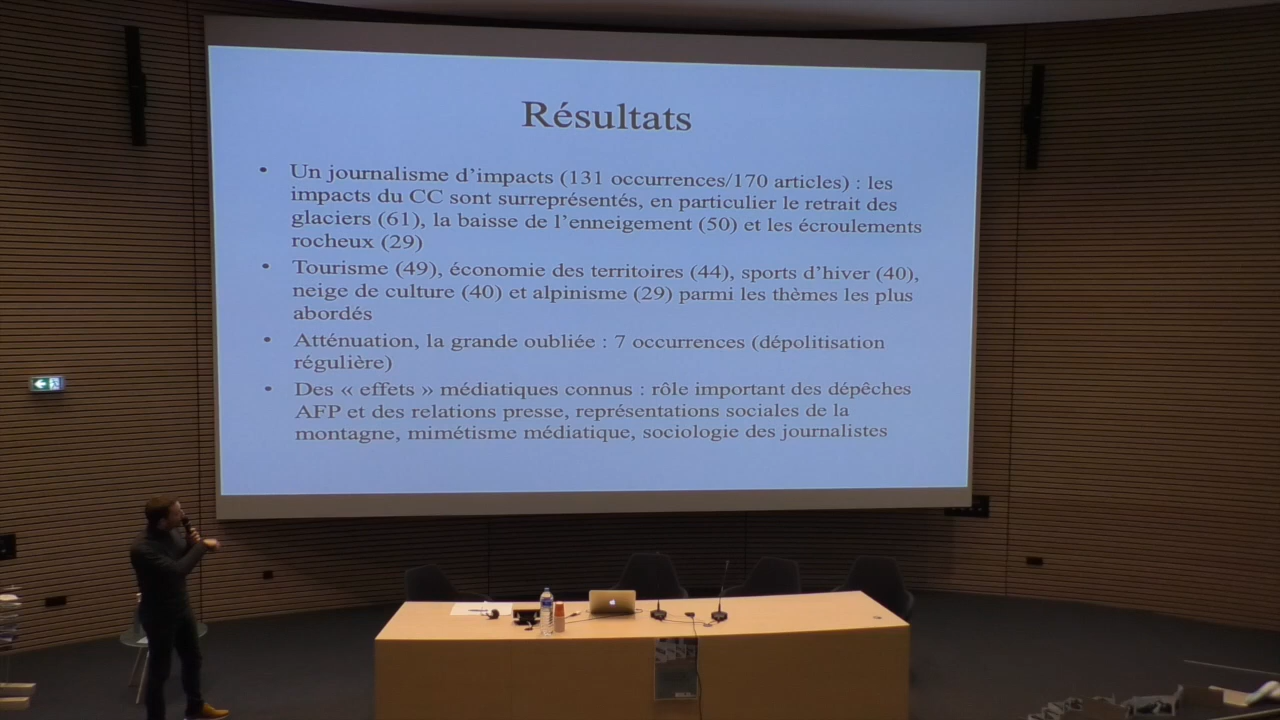 Résultats
• Un journalisme d’impacts (131 occurrences/170 articles) : les
impacts du CC sont surreprésentés, en particulier le retrait des
glaciers (61), la baisse de l’enneigement (50) et les écroulements
rocheux (29)
• Tourisme (49), économie des territoires (44), sports d’hiver (40),
neige de culture (40) et alpinisme (29) parmi les thèmes les plus
abordés
• Atténuation, la grande oubliée : 7 occurrences (dépolitisation
régulière)
• Des « effets » médiatiques connus : rôle important des dépêches
AFP et des relations presse, représentations sociales de la
montagne, mimétisme médiatique, sociologie des journalistes